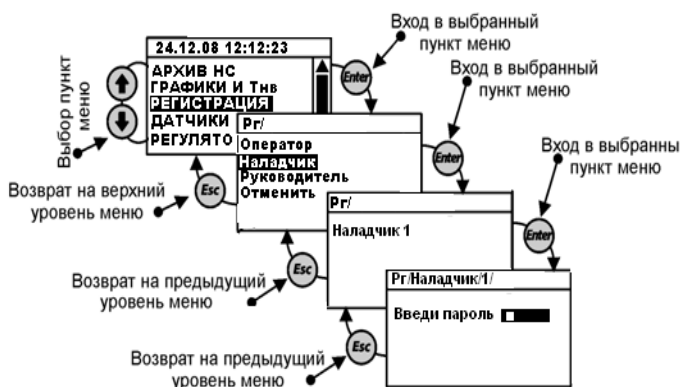 Вход в выбранный
пункт меню
24.12.08 12:12:23
АРХИВ НС
ГРАФИКИ И Тнв
РЕГИСТРАЦИЯ
ДАТЧИКИ
РЕГУЛЯТО
Выбор пункт
меню
Enter
Вход в выбранный
пункт меню
Рг/
Оператор
Наладчик
Руководитель
Отменить
Enter
Вход в выбранны
пункт меню
Esc
Возврат на верхний
уровень меню
Рг/
Наладчик 1
Enter
Esc
Возврат на предыдущий
уровень меню
Рг/Наладчик/1/
Введи пароль
Esc
Возврат на предыдущий
уровень меню